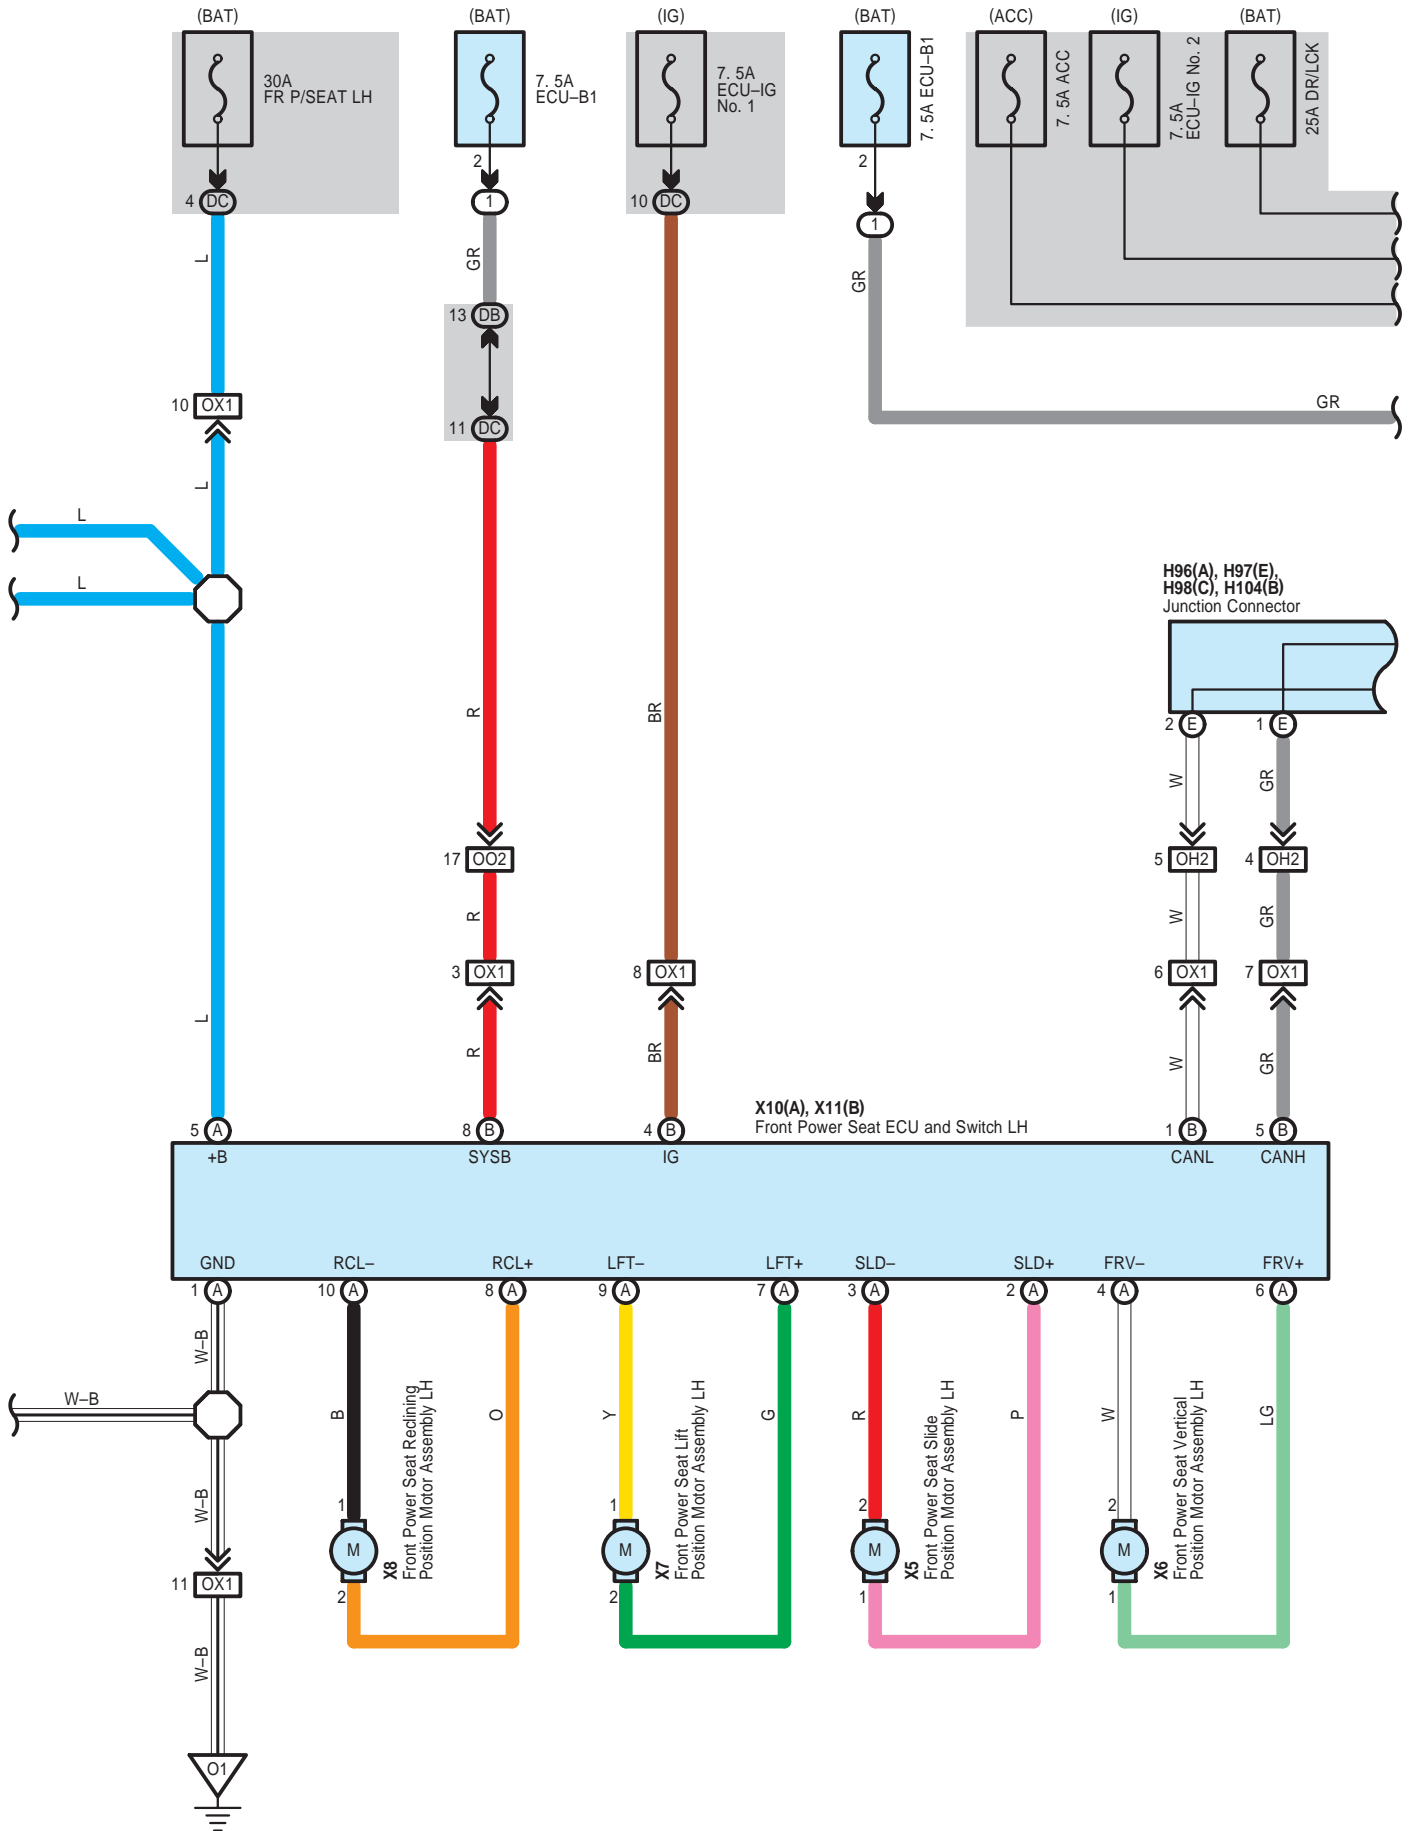 (BAT) (BAT) (IG) (BAT) (ACC) (IG) (BAT)
30A
FR P/SEAT LH
7. 5A
ECU–B1
7. 5A
ECU–IG
No. 1
7. 5A ECU–B1
7. 5A ACC
7. 5A
ECU–IG No. 2
25A DR/LCK
2 2
4 DC 1 10 DC 1
L GR GR
13 DB
GR
10 OX1
11 DC
L
L
L
H96(A), H97(E),
H98(C), H104(B)
Junction Connector
R BR
2 E 1 E
W GR
17 OO2 5 OH2 4 OH2
R W GR
3 OX1 8 OX1 6 OX1 7 OX1
L R BR W GR
X10(A), X11(B)
Front Power Seat ECU and Switch LH
5 A 8 B 4 B 1 B 5 B
+B SYSB IG CANL CANH
GND RCL– RCL+ LFT– LFT+ SLD– SLD+ FRV– FRV+
1 A 10 A 8 A 9 A 7 A 3 A 2 A 4 A 6 A
W–B
W–B
B O Y G R P W LG
1 1 2 2
M M M M
2 2 1 1
X8
Front Power Seat Reclining
Position Motor Assembly LH
X7
Front Power Seat Lift
Position Motor Assembly LH
X5
Front Power Seat Slide
Position Motor Assembly LH
X6
Front Power Seat Vertical
Position Motor Assembly LH
W–B
11 OX1
W–B
O1